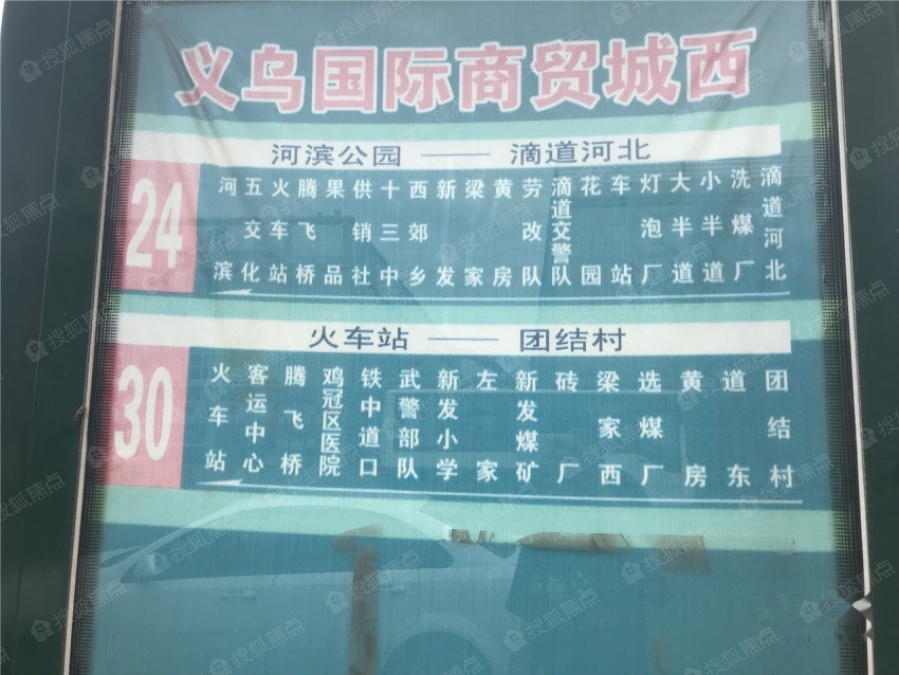 义乌国际商贸城西
河滨公园 —— 滴道河北
24
河滨
五交化
火车站
腾飞桥
果品
供销社
十三中
西郊乡
新发
梁家
黄房
劳改队
滴道交警队
花园
车站
灯泡厂
大半道
小半道
洗煤厂
滴道河北
火车站 —— 团结村
30
火车站
客运中心
腾飞桥
鸡冠区医院
铁中道口
武警部队
新发小学
左家
新发煤矿
砖厂
梁家西
选煤厂
黄房
道东
团结村
搜狐焦点